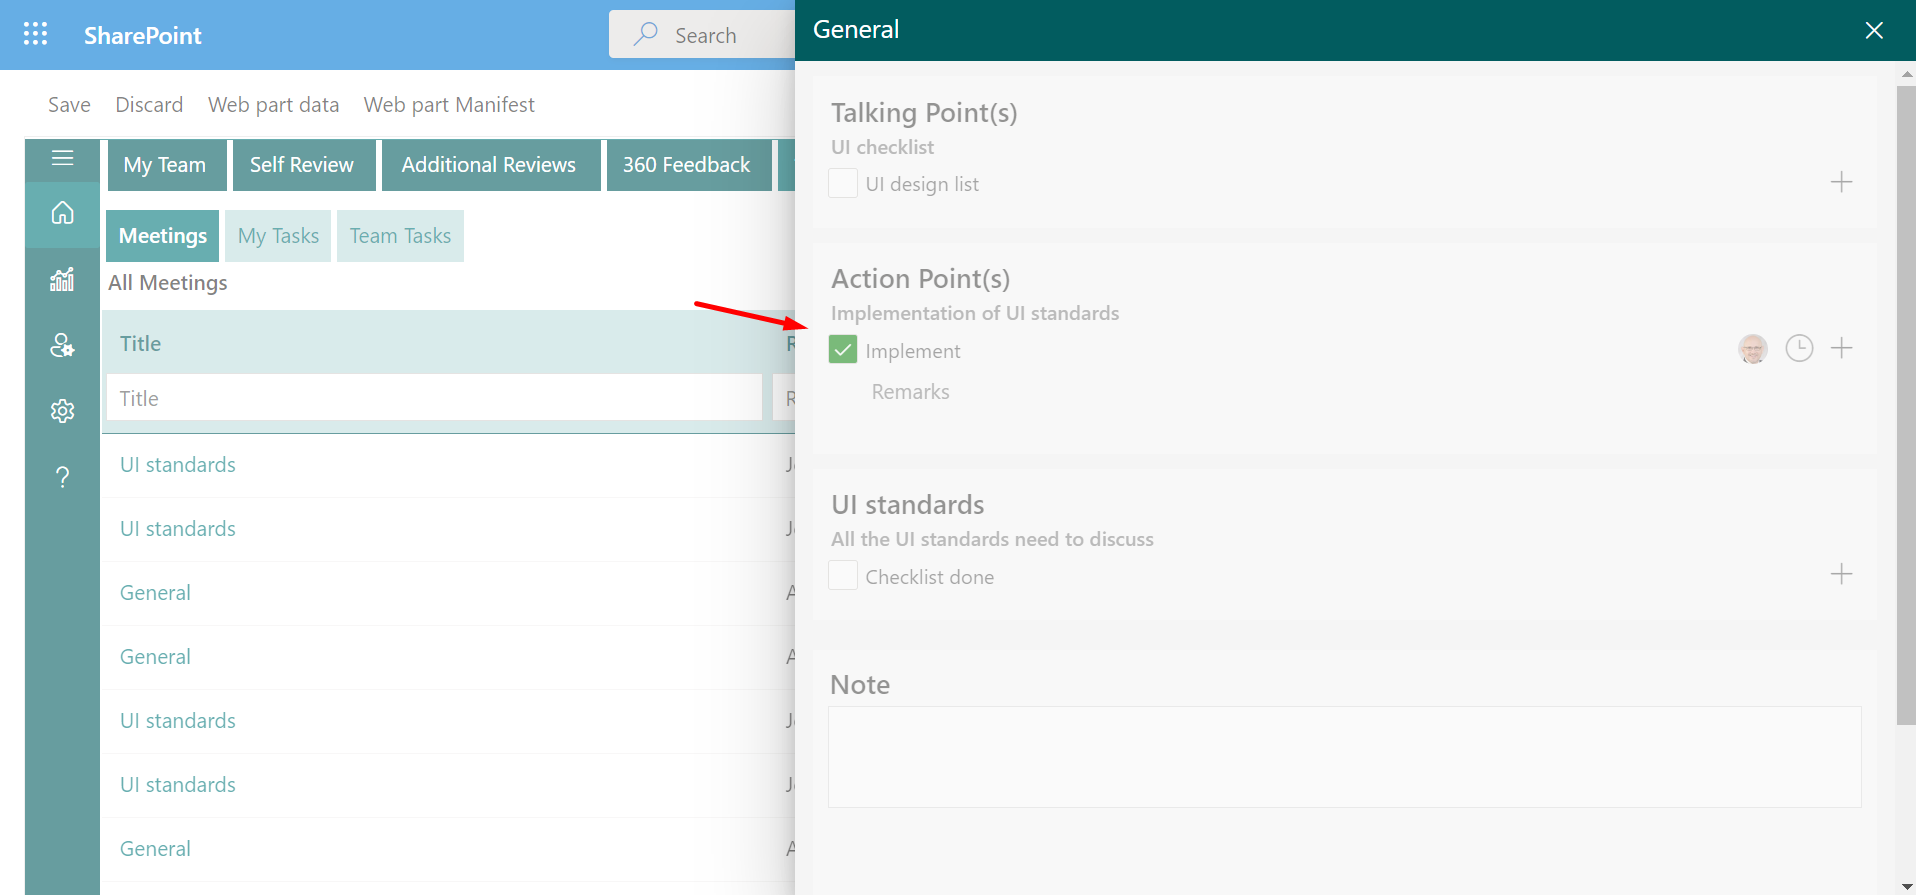 SharePoint
Search
Save Discard Web part data Web part Manifest
My Team Self Review Additional Reviews 360 Feedback
Meetings My Tasks Team Tasks
All Meetings
Title
Title
UI standards
UI standards
General
General
UI standards
UI standards
General
General
Talking Point(s)
UI checklist
UI design list
Action Point(s)
Implementation of UI standards
Implement
Remarks
UI standards
All the UI standards need to discuss
Checklist done
Note